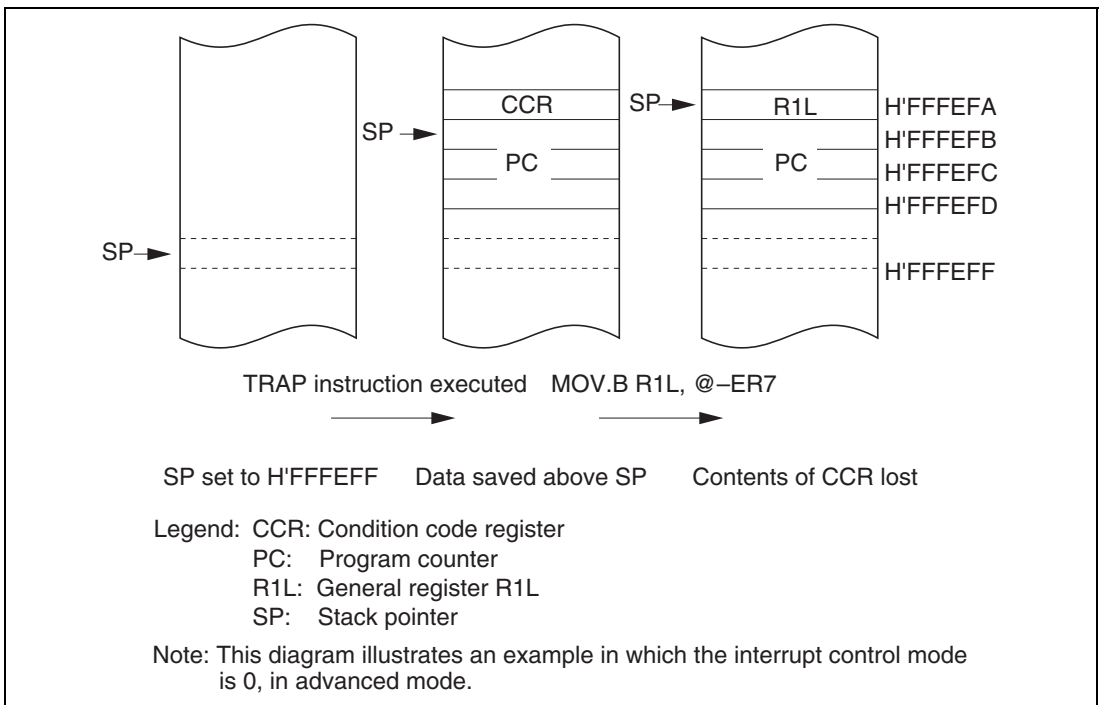 CCR SP R1L H'FFFEFA
SP H'FFFEFB
PC PC H'FFFEFC
H'FFFEFD
SP
H'FFFEFF
TRAP instruction executed MOV.B R1L, @–ER7
SP set to H'FFFEFF Data saved above SP Contents of CCR lost
Legend: CCR: Condition code register
PC: Program counter
R1L: General register R1L
SP: Stack pointer
Note: This diagram illustrates an example in which the interrupt control mode
is 0, in advanced mode.